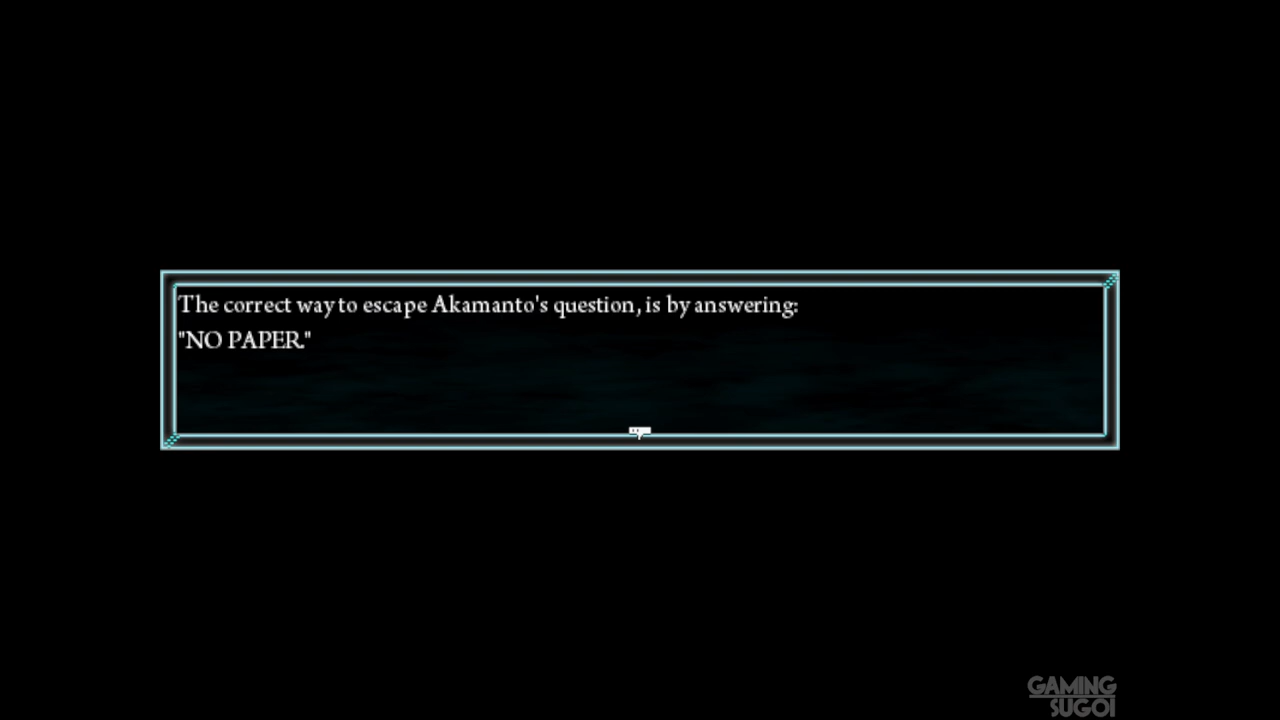 The correct way to escape Akamanto's question, is by answering:
"NO PAPER."
GAMING
SUGOI